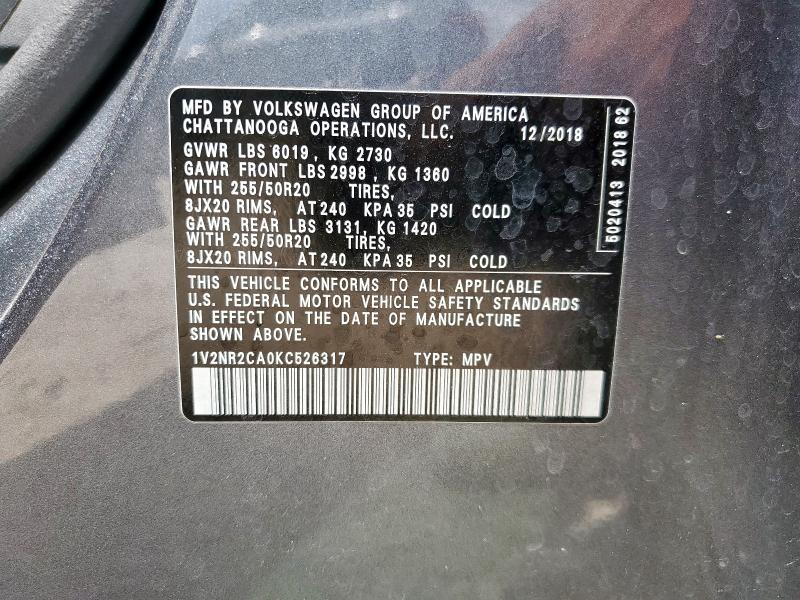 MFD BY VOLKSWAGEN GROUP OF AMERICA
CHATTANOOGA OPERATIONS, LLC. 12/2018
GVWR LBS 6019 , KG 2730
GAWR FRONT LBS 2998 , KG 1360
WITH 255/50R20 TIRES,
8JX20 RIMS, AT 240 KPA 35 PSI COLD
GAWR REAR LBS 3131, KG 1420
WITH 255/50R20 TIRES,
8JX20 RIMS, AT 240 KPA 35 PSI COLD
THIS VEHICLE CONFORMS TO ALL APPLICABLE
U.S. FEDERAL MOTOR VEHICLE SAFETY STANDARDS
IN EFFECT ON THE DATE OF MANUFACTURE
SHOWN ABOVE.
1V2NR2CA0KC526317 TYPE: MPV
5020413 2018 62